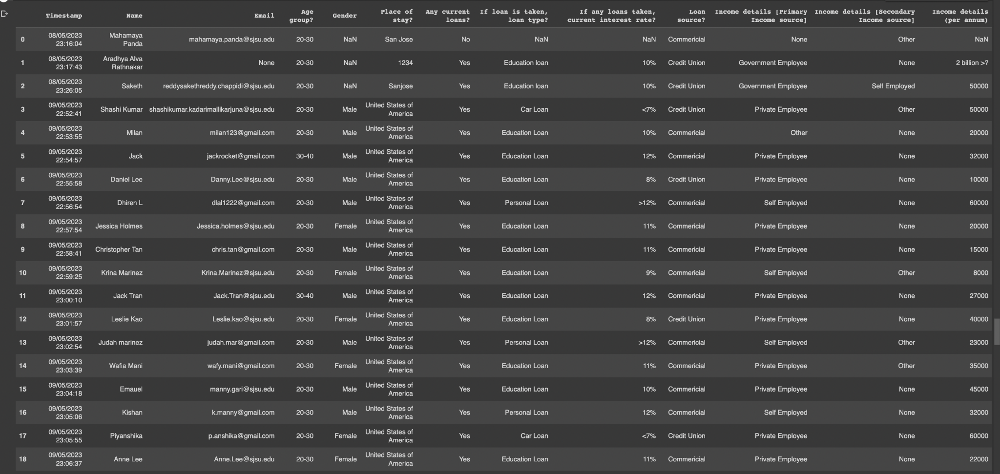 Timestamp Name Email Age group? Gender Place of stay? Any current loans? If loan is taken, loan type? If any loans taken, current interest rate? Loan source? Income details [Primary Income source] Income details [Secondary Income source] Income details (per annum)
0 08/05/2023 23:16:04 Mahamaya Panda mahamaya.panda@sjsu.edu 20-30 NaN San Jose No NaN NaN Commericial None Other NaN
1 08/05/2023 23:17:43 Aradhya Alva Rathnakar None 20-30 NaN 1234 Yes Education loan 10% Credit Union Government Employee None 2 billion >?
2 08/05/2023 23:26:05 Saketh reddysakethreddy.chappidi@sjsu.edu 20-30 NaN Sanjose Yes Education loan 10% Credit Union Government Employee Self Employed 50000
3 09/05/2023 22:52:41 Shashi Kumar shashikumar.kadarimallikarjuna@sjsu.edu 20-30 Male United States of America Yes Car Loan <7% Credit Union Private Employee Other 50000
4 09/05/2023 22:53:55 Milan milan123@gmail.com 20-30 Male United States of America Yes Education Loan 10% Commericial Other None 20000
5 09/05/2023 22:54:57 Jack jackrocket@gmail.com 30-40 Male United States of America Yes Education Loan 12% Commericial Private Employee None 32000
6 09/05/2023 22:55:58 Daniel Lee Danny.Lee@sjsu.edu 20-30 Male United States of America Yes Education Loan 8% Credit Union Private Employee None 10000
7 09/05/2023 22:56:54 Dhiren L dlal1222@gmail.com 20-30 Male United States of America Yes Personal Loan >12% Commericial Self Employed None 60000
8 09/05/2023 22:57:54 Jessica Holmes Jessica.holmes@sjsu.edu 20-30 Female United States of America Yes Education Loan 11% Commericial Private Employee None 20000
9 09/05/2023 22:58:41 Christopher Tan chris.tan@gmail.com 20-30 Male United States of America Yes Education Loan 11% Commericial Private Employee None 15000
10 09/05/2023 22:59:25 Krina Marinez Krina.Marinez@sjsu.edu 20-30 Female United States of America Yes Education Loan 9% Commericial Self Employed Other 8000
11 09/05/2023 23:00:10 Jack Tran Jack.Tran@sjsu.edu 30-40 Male United States of America Yes Education Loan 12% Commericial Private Employee None 27000
12 09/05/2023 23:01:57 Leslie Kao Leslie.kao@sjsu.edu 20-30 Female United States of America Yes Education Loan 8% Credit Union Private Employee None 40000
13 09/05/2023 23:02:54 Judah marinez judah.mar@gmail.com 20-30 Male United States of America Yes Personal Loan >12% Commericial Self Employed Other 23000
14 09/05/2023 23:03:39 Wafia Mani wafy.mani@gmail.com 20-30 Female United States of America Yes Education Loan 11% Commericial Private Employee Other 35000
15 09/05/2023 23:04:18 Emauel manny.gari@sjsu.edu 20-30 Male United States of America Yes Education Loan 10% Commericial Private Employee None 45000
16 09/05/2023 23:05:06 Kishan k.manny@gmail.com 20-30 Male United States of America Yes Personal Loan 12% Commericial Self Employed None 32000
17 09/05/2023 23:05:55 Piyanshika p.anshika@gmail.com 20-30 Female United States of America Yes Car Loan <7% Credit Union Private Employee None 60000
18 09/05/2023 23:06:37 Anne Lee Anne.Lee@sjsu.edu 20-30 Female United States of America Yes Education Loan 11% Commericial Private Employee None 22000